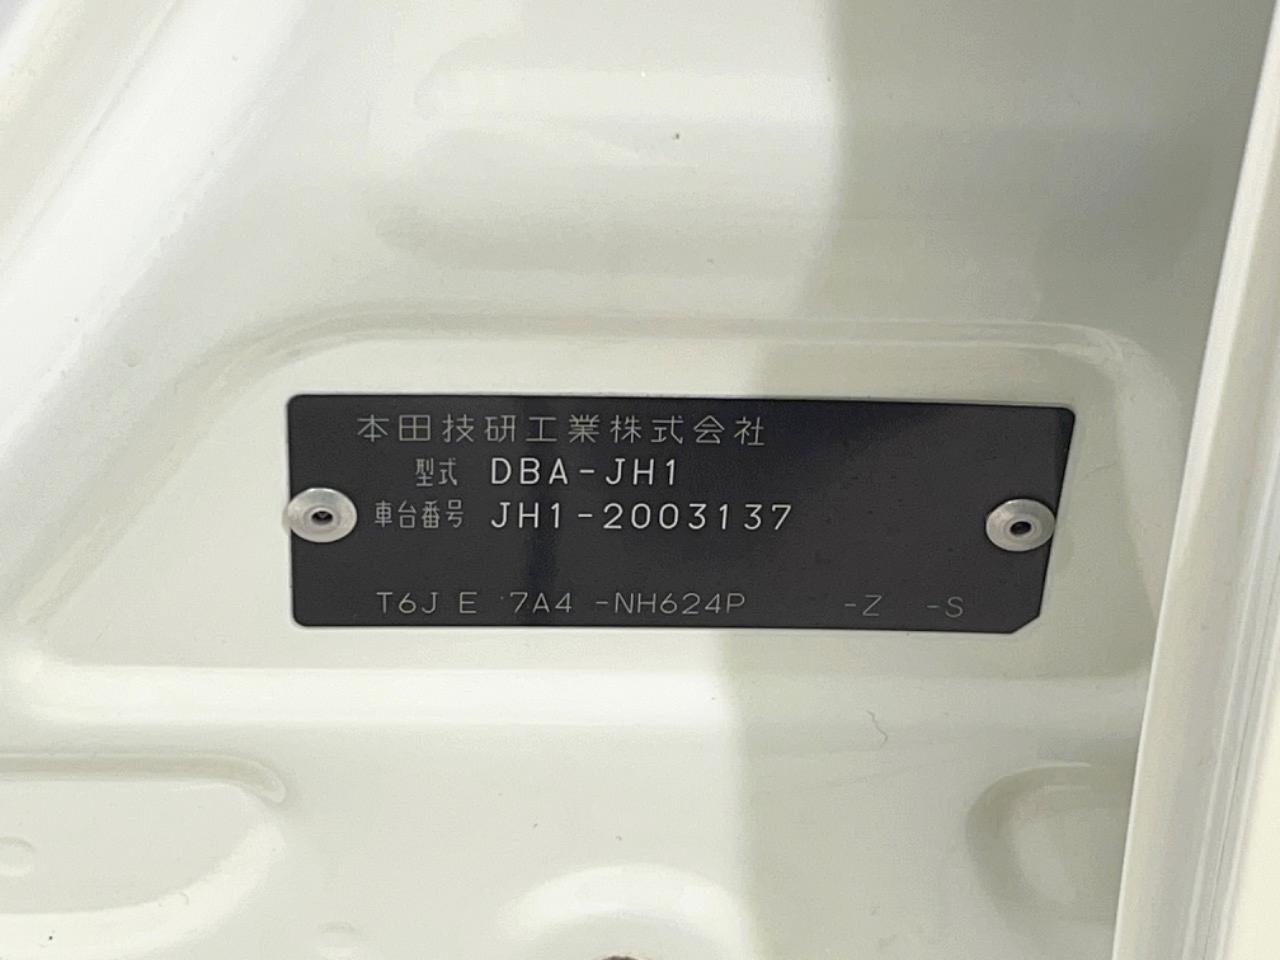 本田技研工業株式会社
型式 DBA-JH1
車台番号 JH1-2003137
T6J E 7A4 -NH624P -Z -S